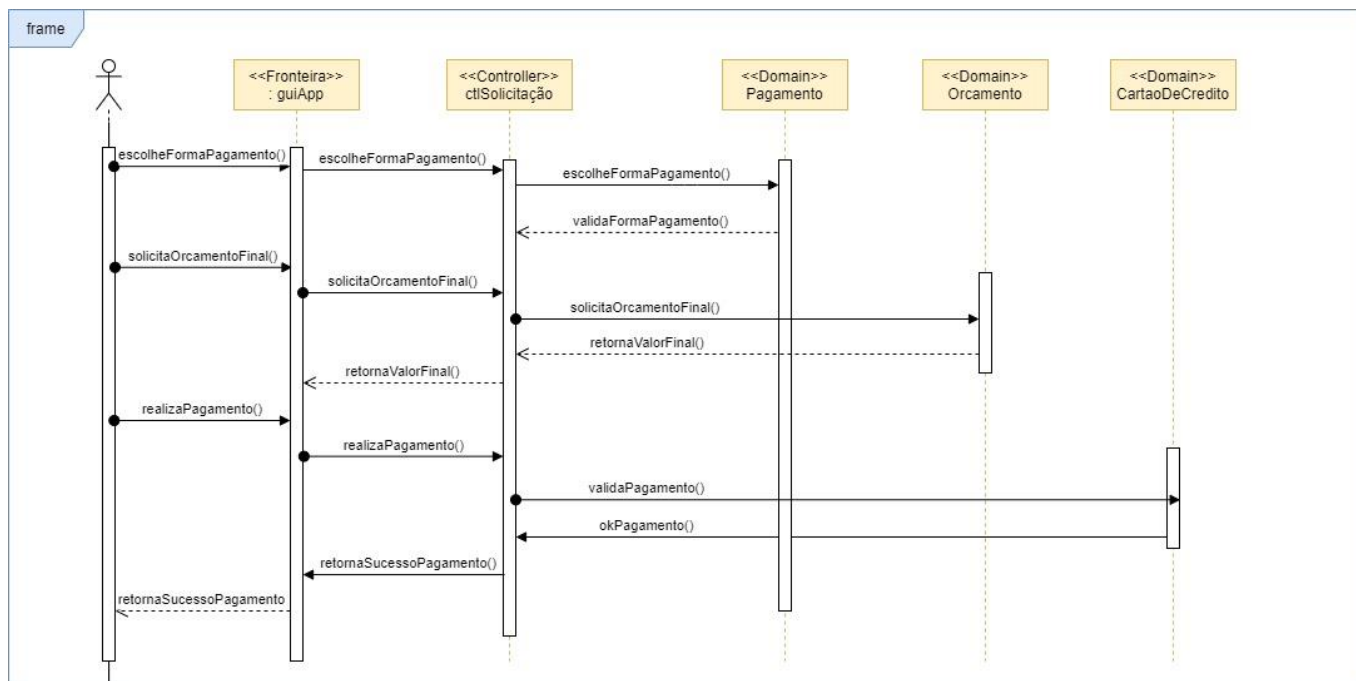 frame
<<Fronteira>>
: guiApp
<<Controller>>
ctlSolicitação
<<Domain>>
Pagamento
<<Domain>>
Orcamento
<<Domain>>
CartaoDeCredito
escolheFormaPagamento()
escolheFormaPagamento()
escolheFormaPagamento()
validaFormaPagamento()
solicitaOrcamentoFinal()
solicitaOrcamentoFinal()
solicitaOrcamentoFinal()
retornaValorFinal()
retornaValorFinal()
realizaPagamento()
realizaPagamento()
validaPagamento()
okPagamento()
retornaSucessoPagamento()
retornaSucessoPagamento